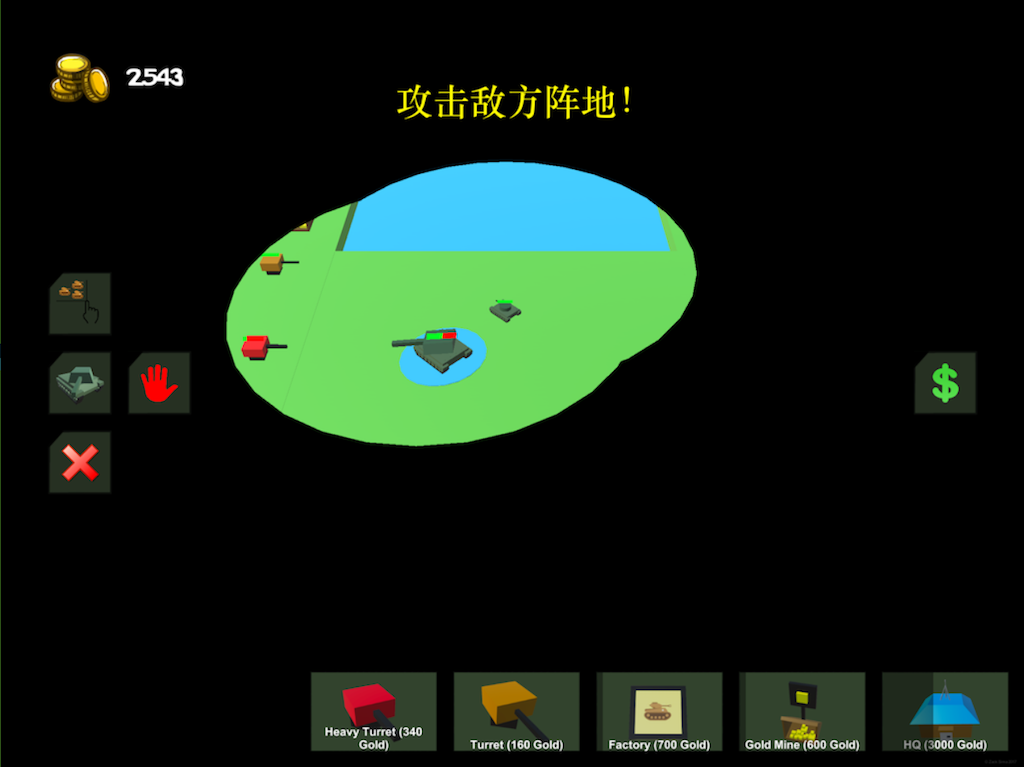 2543
攻击敌方阵地！
Heavy Turret (340
Gold)
Turret (160 Gold)
Factory (700 Gold)
Gold Mine (600 Gold)
HQ (3000 Gold)